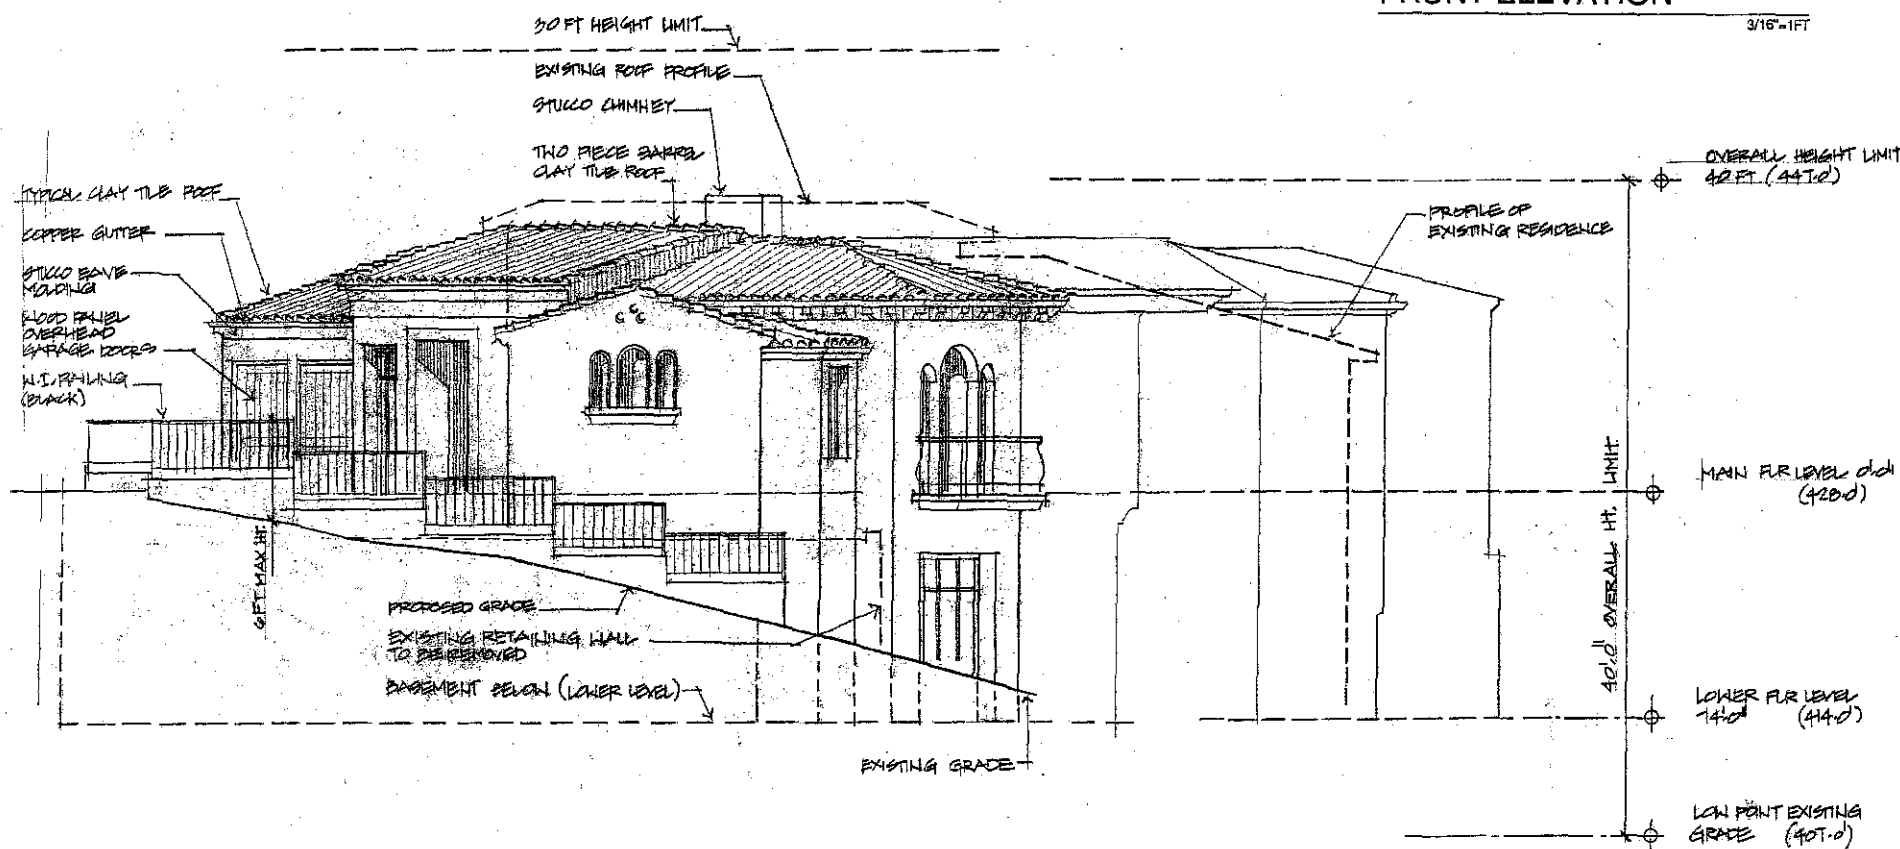 FRONT ELEVATION
3/16"=1FT
30 FT HEIGHT LIMIT
EXISTING ROOF PROFILE
STUCCO CHIMNEY
TWO PIECE BARREL
CLAY TILE ROOF
TYPICAL CLAY TILE ROOF
COPPER GUTTER
STUCCO EAVE
MOLDING
WOOD PANEL
OVERHEAD
GARAGE DOORS
W.I. RAILING
(BLACK)
OVERALL HEIGHT LIMIT
40 FT (447.0')
PROFILE OF
EXISTING RESIDENCE
MAIN FLR LEVEL 0'.0"
(428.0')
6 FT MAX HT.
40'.0" OVERALL HT. LIMIT
PROPOSED GRADE
EXISTING RETAINING WALL
TO BE REMOVED
BASEMENT BELOW (LOWER LEVEL)
LOWER FLR LEVEL
-14'.0" (414.0')
EXISTING GRADE
LOW POINT EXISTING
GRADE (407.0')